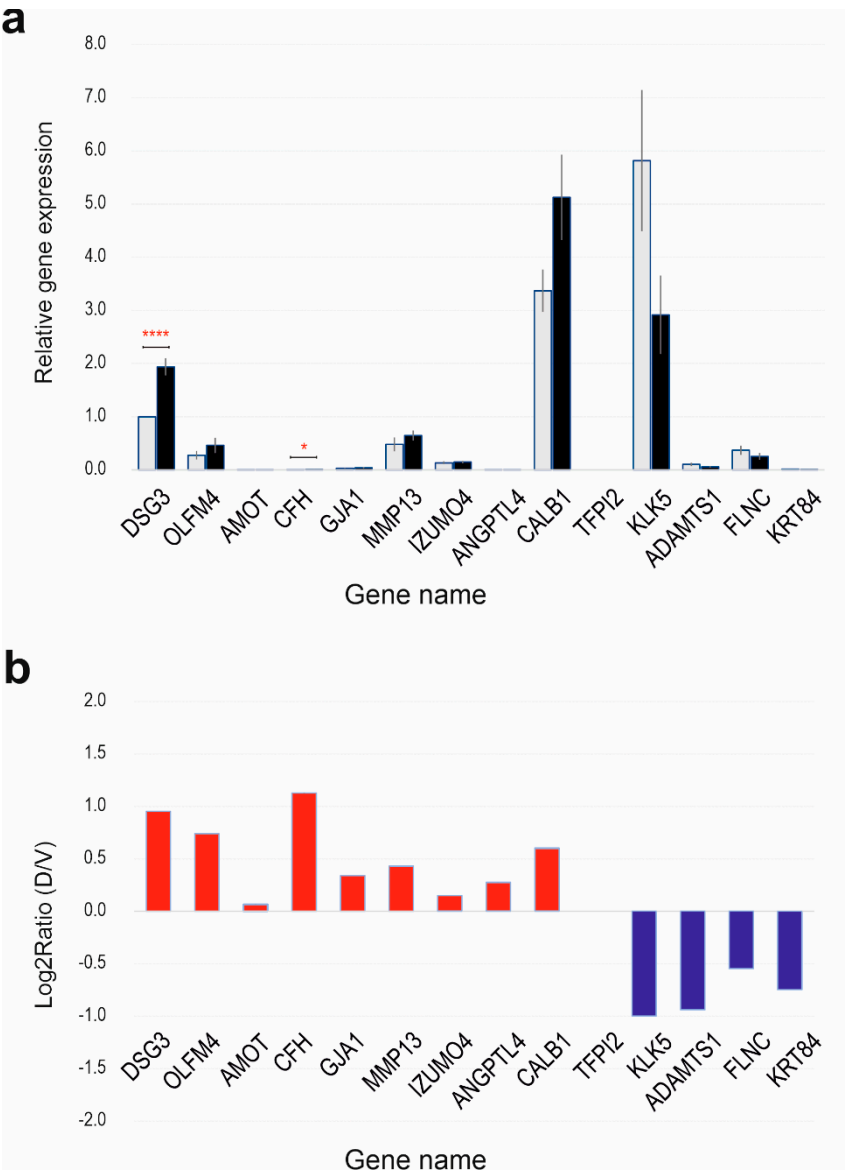 a
8.0
7.0
6.0
5.0
4.0
3.0
2.0
1.0
0.0
Relative gene expression
****
*
DSG3
OLFM4
AMOT
CFH
GJA1
MMP13
IZUMO4
ANGPTL4
CALB1
TFPI2
KLK5
ADAMTS1
FLNC
KRT84
Gene name
b
2.0
1.5
1.0
0.5
0.0
-0.5
-1.0
-1.5
-2.0
Log2Ratio (D/V)
DSG3
OLFM4
AMOT
CFH
GJA1
MMP13
IZUMO4
ANGPTL4
CALB1
TFPI2
KLK5
ADAMTS1
FLNC
KRT84
Gene name